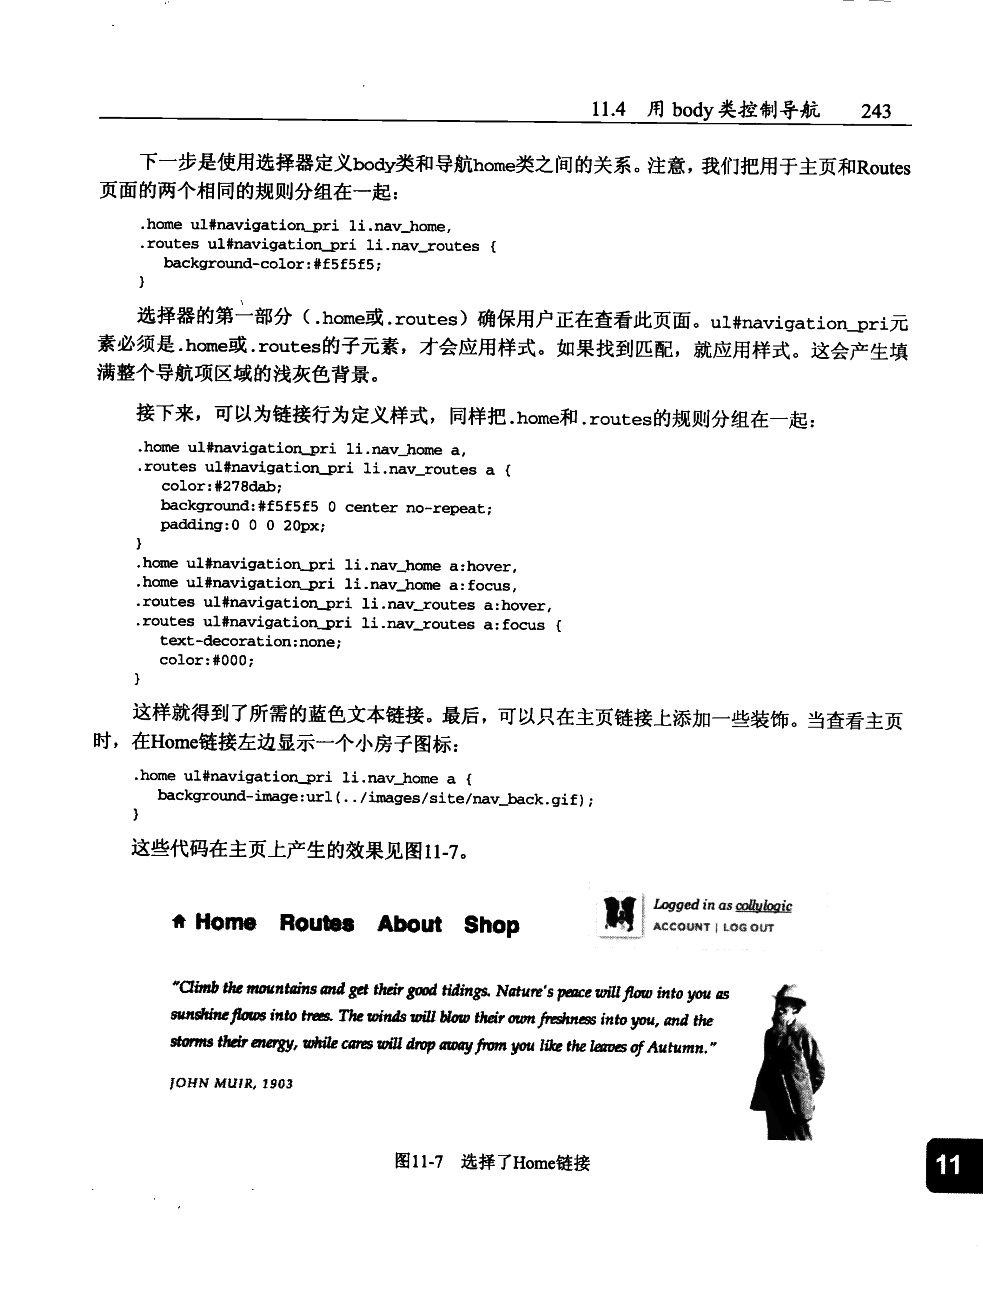 11.4 用 body 类控制导航 243
下一步是使用选择器定义body类和导航home类之间的关系。注意，我们把用于主页和Routes
页面的两个相同的规则分组在一起：
.home ul#navigation_pri li.nav_home,
.routes ul#navigation_pri li.nav_routes {
background-color:#f5f5f5;
}
选择器的第一部分（.home或.routes）确保用户正在查看此页面。ul#navigation_pri元
素必须是.home或.routes的子元素，才会应用样式。如果找到匹配，就应用样式。这会产生填
满整个导航项区域的浅灰色背景。
接下来，可以为链接行为定义样式，同样把.home和.routes的规则分组在一起：
.home ul#navigation_pri li.nav_home a,
.routes ul#navigation_pri li.nav_routes a {
color:#278dab;
background:#f5f5f5 0 center no-repeat;
padding:0 0 0 20px;
}
.home ul#navigation_pri li.nav_home a:hover,
.home ul#navigation_pri li.nav_home a:focus,
.routes ul#navigation_pri li.nav_routes a:hover,
.routes ul#navigation_pri li.nav_routes a:focus {
text-decoration:none;
color:#000;
}
这样就得到了所需的蓝色文本链接。最后，可以只在主页链接上添加一些装饰。当查看主页
时，在Home链接左边显示一个小房子图标：
.home ul#navigation_pri li.nav_home a {
background-image:url(../images/site/nav_back.gif);
}
这些代码在主页上产生的效果见图11-7。
Logged in as collylogic
Home Routes About Shop
ACCOUNT | LOG OUT
"Climb the mountains and get their good tidings. Nature's peace will flow into you as
sunshine flows into trees. The winds will blow their own freshness into you, and the
storms their energy, while cares will drop away from you like the leaves of Autumn."
JOHN MUIR, 1903
图11-7 选择了Home链接
11